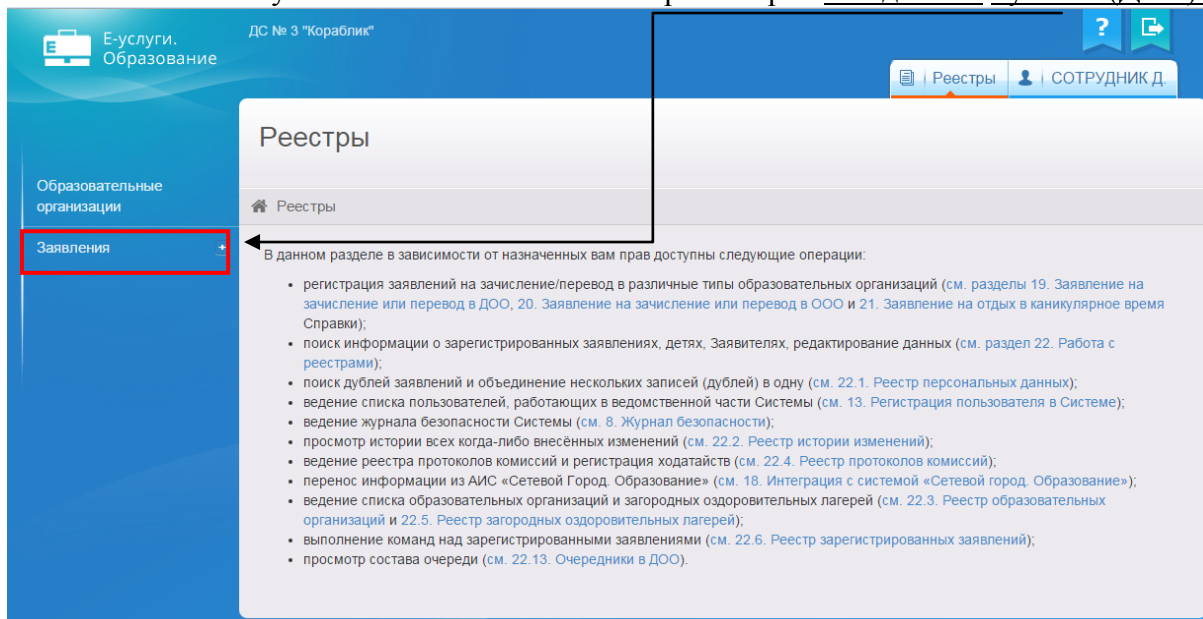 Е-услуги.
Образование
ДС № 3 "Кораблик"
?
Реестры
СОТРУДНИК Д.
Реестры
Образовательные
организации
Заявления +
Реестры
В данном разделе в зависимости от назначенных вам прав доступны следующие операции:
• регистрация заявлений на зачисление/перевод в различные типы образовательных организаций (см. разделы 19. Заявление на
зачисление или перевод в ДОО, 20. Заявление на зачисление или перевод в ООО и 21. Заявление на отдых в каникулярное время
Справки);
• поиск информации о зарегистрированных заявлениях, детях, Заявителях, редактирование данных (см. раздел 22. Работа с
реестрами);
• поиск дублей заявлений и объединение нескольких записей (дублей) в одну (см. 22.1. Реестр персональных данных);
• ведение списка пользователей, работающих в ведомственной части Системы (см. 13. Регистрация пользователя в Системе);
• ведение журнала безопасности Системы (см. 8. Журнал безопасности);
• просмотр истории всех когда-либо внесённых изменений (см. 22.2. Реестр истории изменений);
• ведение реестра протоколов комиссий и регистрация ходатайств (см. 22.4. Реестр протоколов комиссий);
• перенос информации из АИС «Сетевой Город. Образование» (см. 18. Интеграция с системой «Сетевой город. Образование»);
• ведение списка образовательных организаций и загородных оздоровительных лагерей (см. 22.3. Реестр образовательных
организаций и 22.5. Реестр загородных оздоровительных лагерей);
• выполнение команд над зарегистрированными заявлениями (см. 22.6. Реестр зарегистрированных заявлений);
• просмотр состава очереди (см. 22.13. Очередники в ДОО).